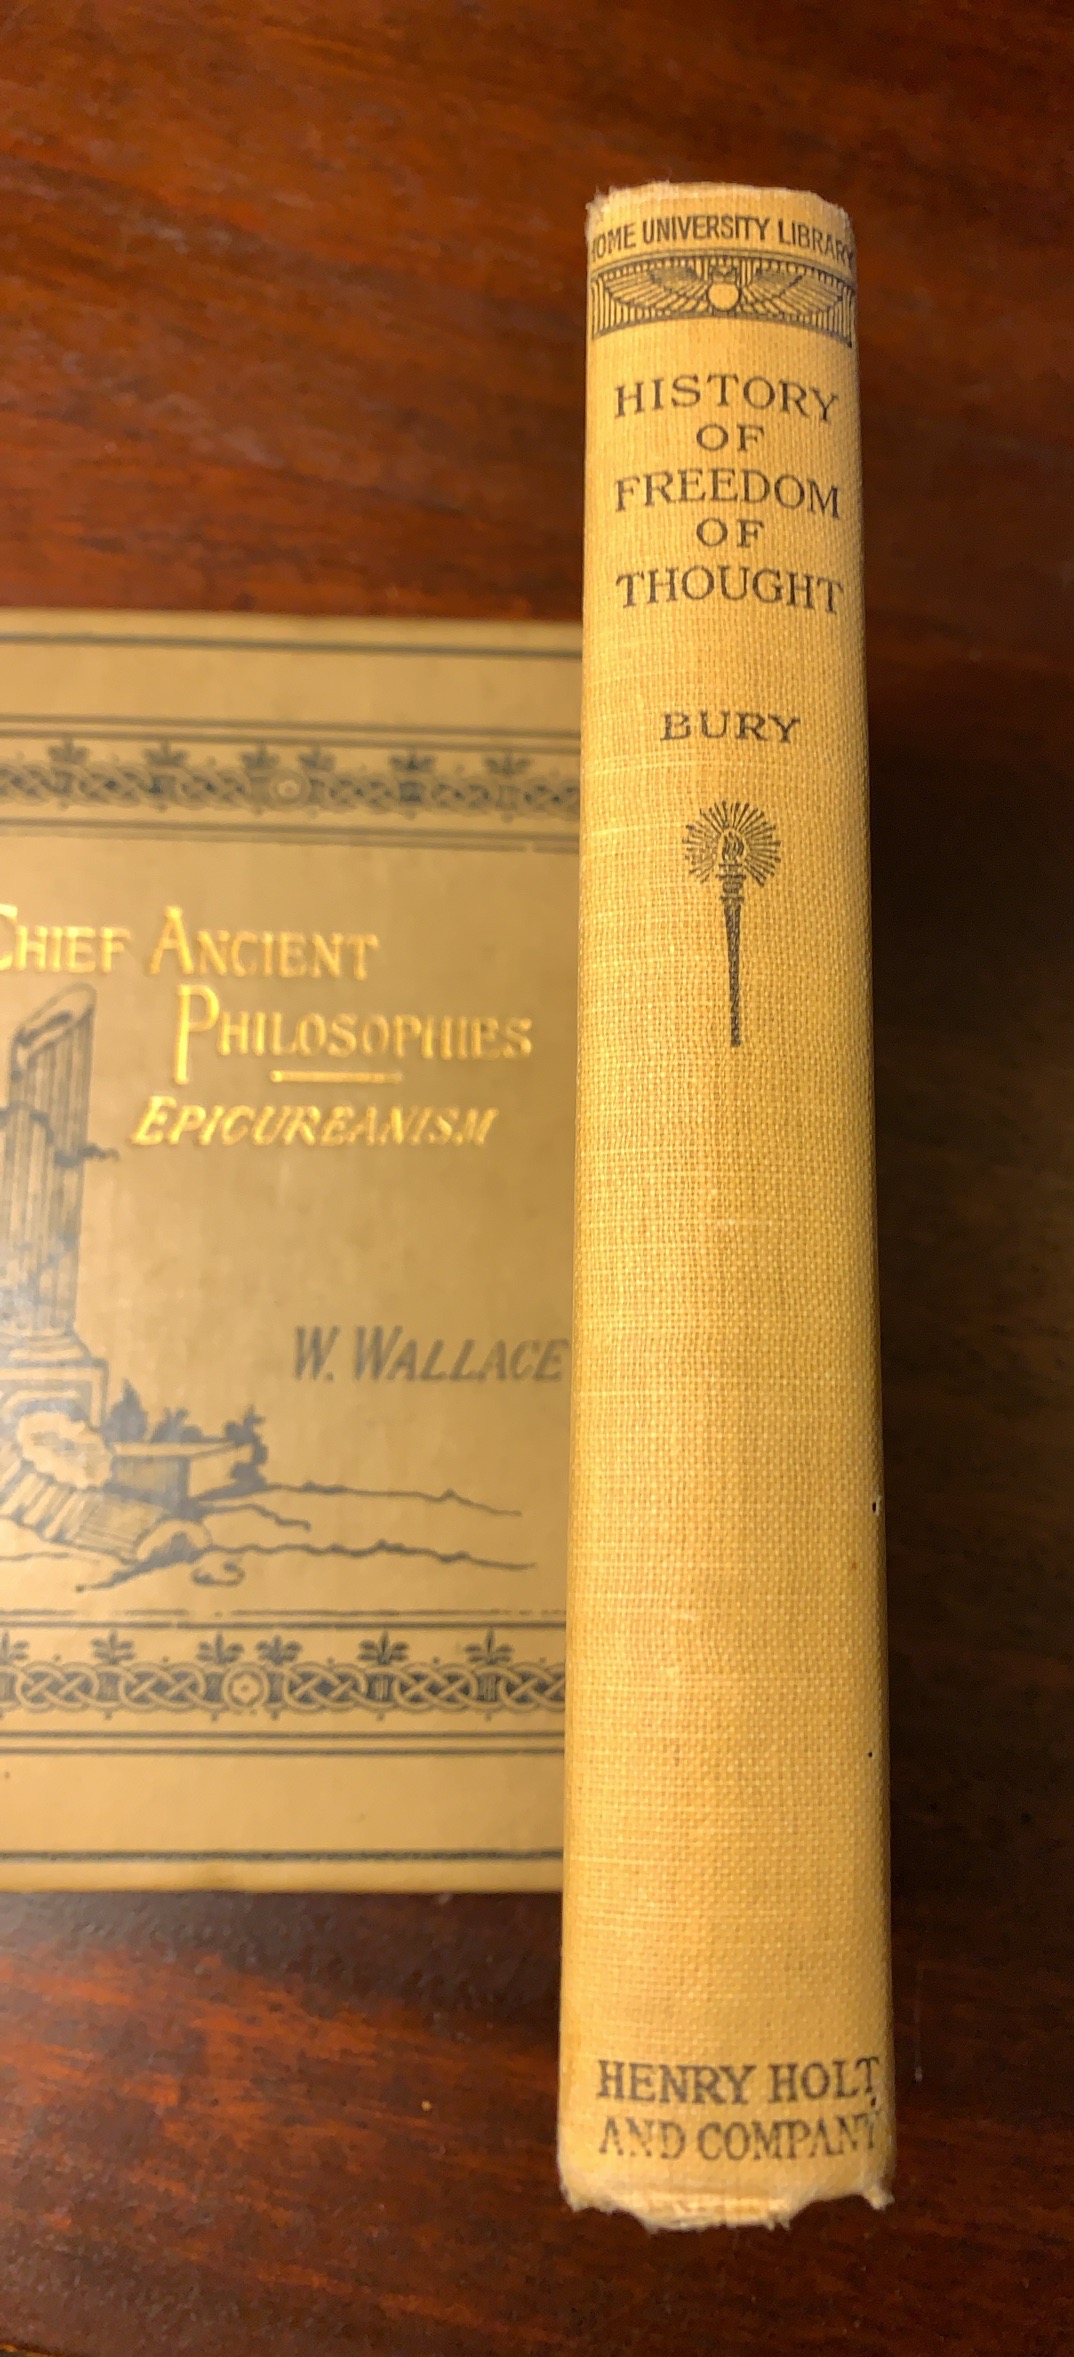 HOME UNIVERSITY LIBRARY
HISTORY
OF
FREEDOM
OF
THOUGHT
BURY
HENRY HOLT
AND COMPANY
CHIEF ANCIENT
PHILOSOPHIES
EPICUREANISM
W. WALLACE